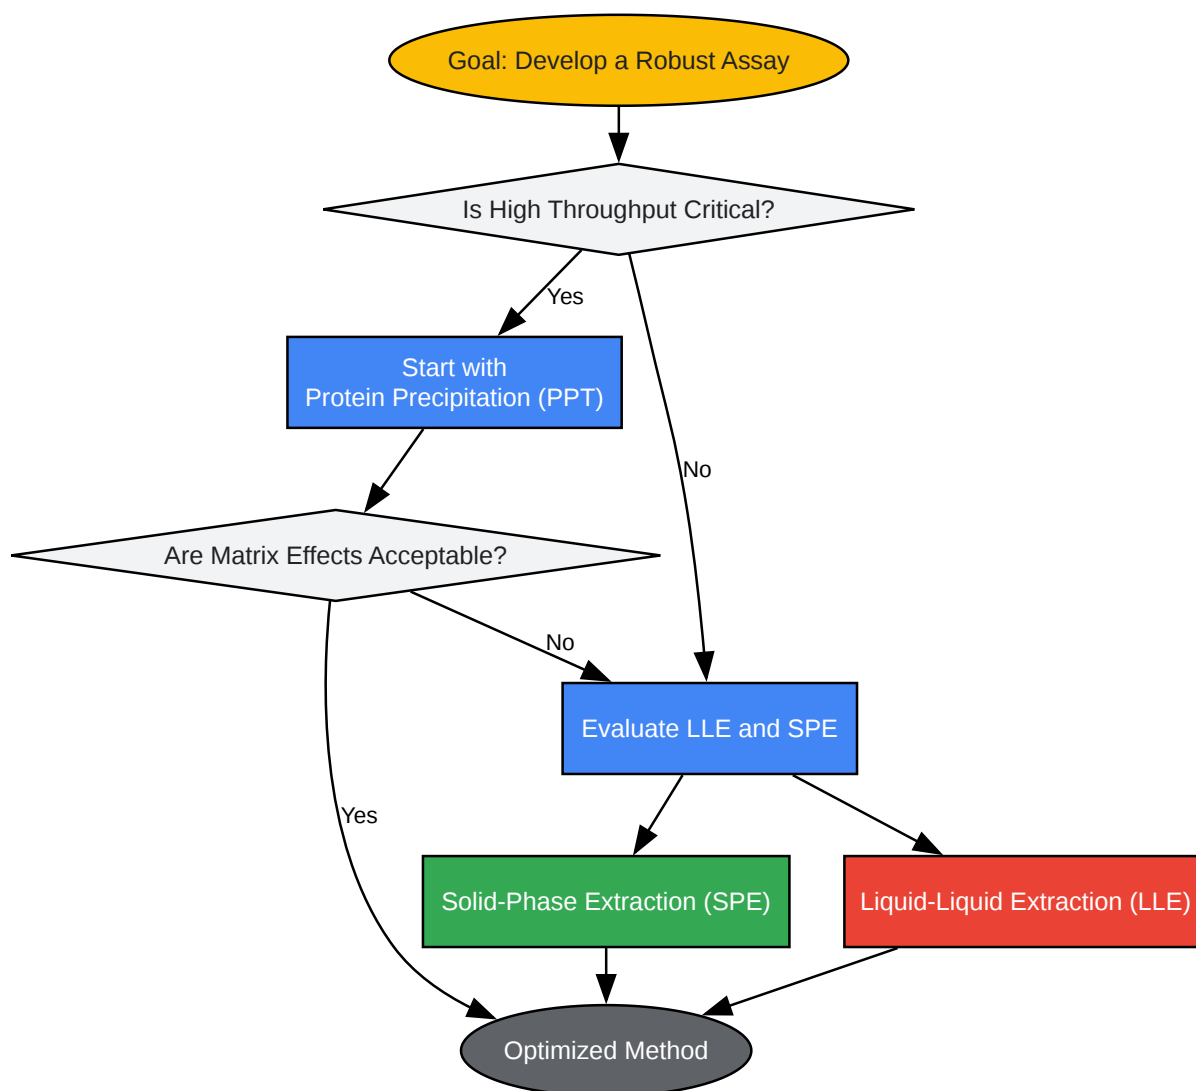 Goal: Develop a Robust Assay
Is High Throughput Critical?
Yes
Start with
Protein Precipitation (PPT)
No
Are Matrix Effects Acceptable?
No
Evaluate LLE and SPE
Yes
Solid-Phase Extraction (SPE)
Liquid-Liquid Extraction (LLE)
Optimized Method